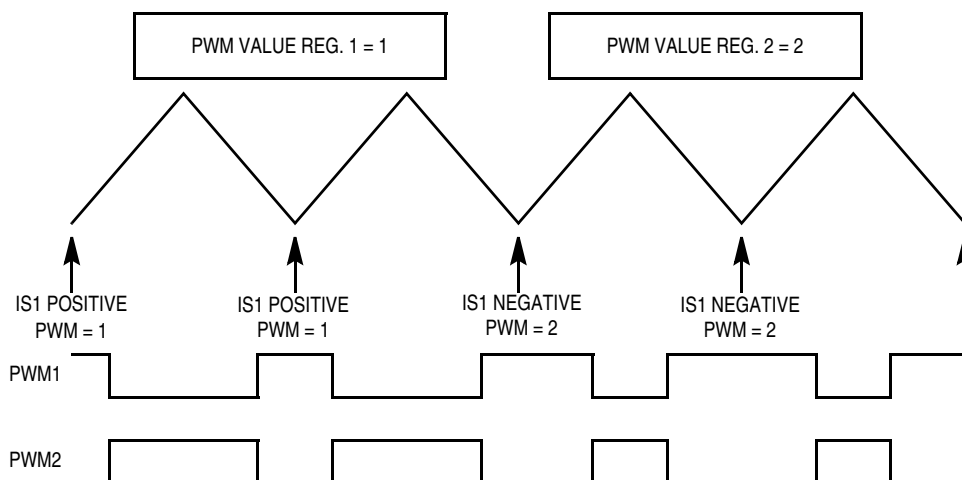 PWM VALUE REG. 1 = 1
PWM VALUE REG. 2 = 2
IS1 POSITIVE
PWM = 1
IS1 POSITIVE
PWM = 1
IS1 NEGATIVE
PWM = 2
IS1 NEGATIVE
PWM = 2
PWM1
PWM2